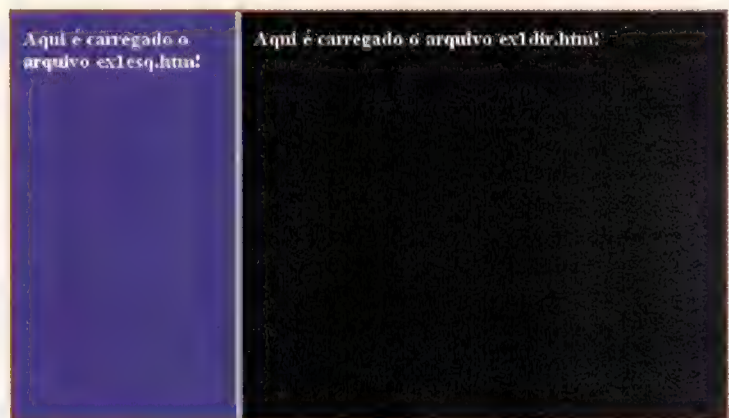 Aqui é carregado o
arquivo ex1esq.htm!
Aqui é carregado o arquivo ex1dir.htm!